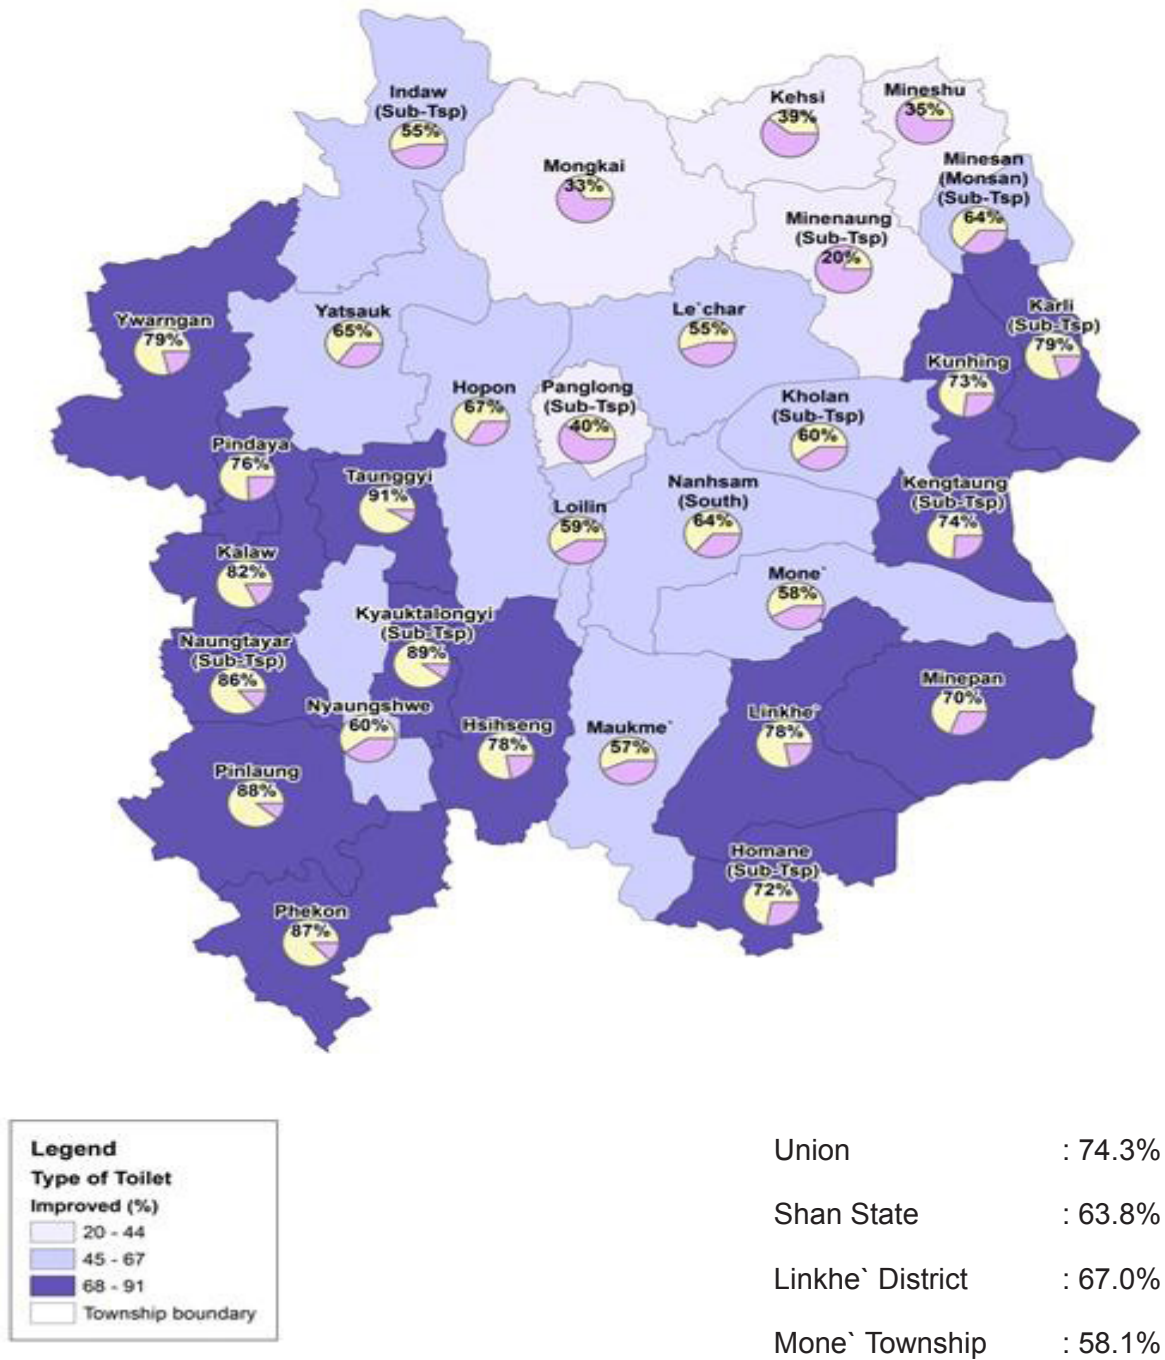 Indaw
(Sub-Tsp)
55%
Mongkai
33%
Kehsi
39%
Mineshu
35%
Minesan
(Monsan)
(Sub-Tsp)
64%
Minenaung
(Sub-Tsp)
20%
Ywarngan
79%
Yatsauk
65%
Le`char
55%
Karli
(Sub-Tsp)
79%
Kunhing
73%
Hopon
67%
Panglong
(Sub-Tsp)
40%
Kholan
(Sub-Tsp)
60%
Pindaya
76%
Taunggyi
91%
Loilin
59%
Nanhsam
(South)
64%
Kengtaung
(Sub-Tsp)
74%
Kalaw
82%
Mone`
58%
Kyauktalongyi
(Sub-Tsp)
89%
Naungtayar
(Sub-Tsp)
86%
Nyaungshwe
60%
Hsihseng
78%
Maukme`
57%
Linkhe`
78%
Minepan
70%
Pinlaung
88%
Homane
(Sub-Tsp)
72%
Phekon
87%
Legend
Type of Toilet
Improved (%)
20 - 44
45 - 67
68 - 91
Township boundary
Union : 74.3%
Shan State : 63.8%
Linkhe` District : 67.0%
Mone` Township : 58.1%